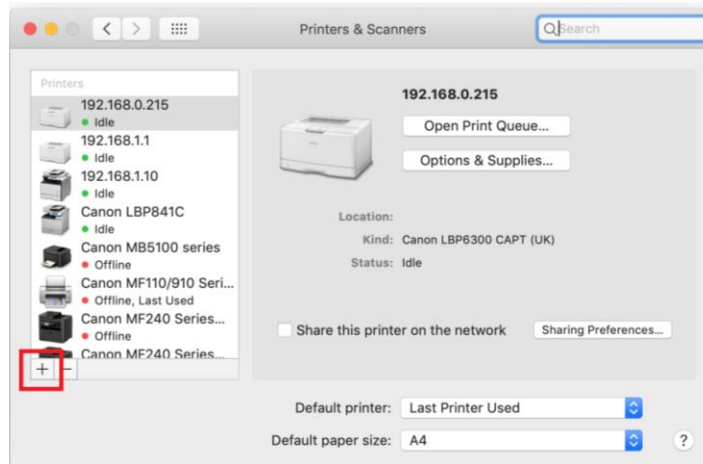 Printers & Scanners
Search
Printers
192.168.0.215
Idle
192.168.1.1
Idle
192.168.1.10
Idle
Canon LBP841C
Idle
Canon MB5100 series
Offline
Canon MF110/910 Seri...
Offline, Last Used
Canon MF240 Series...
Offline
Canon MF240 Series...
+ −
192.168.0.215
Open Print Queue...
Options & Supplies...
Location:
Kind: Canon LBP6300 CAPT (UK)
Status: Idle
Share this printer on the network Sharing Preferences...
Default printer: Last Printer Used
Default paper size: A4
?